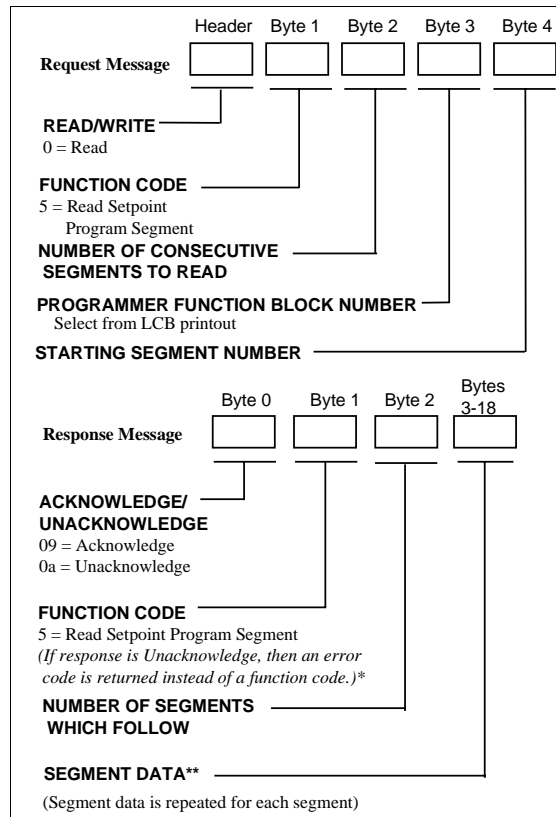 Header Byte 1 Byte 2 Byte 3 Byte 4
Request Message
READ/WRITE
0 = Read
FUNCTION CODE
5 = Read Setpoint
Program Segment
NUMBER OF CONSECUTIVE
SEGMENTS TO READ
PROGRAMMER FUNCTION BLOCK NUMBER
Select from LCB printout
STARTING SEGMENT NUMBER
Bytes
Byte 0 Byte 1 Byte 2 3-18
Response Message
ACKNOWLEDGE/
UNACKNOWLEDGE
09 = Acknowledge
0a = Unacknowledge
FUNCTION CODE
5 = Read Setpoint Program Segment
(If response is Unacknowledge, then an error
code is returned instead of a function code.)*
NUMBER OF SEGMENTS
WHICH FOLLOW
SEGMENT DATA**
(Segment data is repeated for each segment)